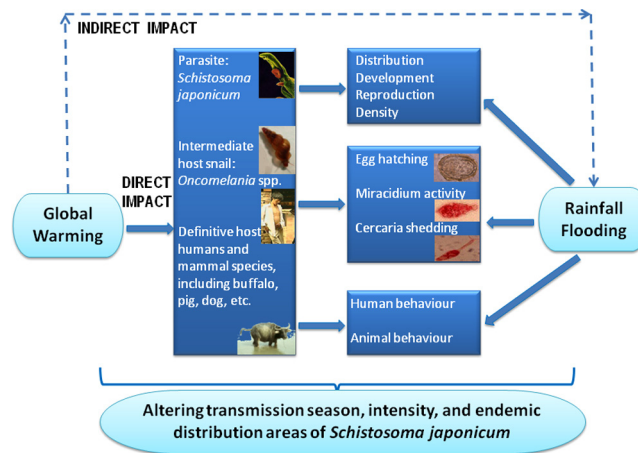 INDIRECT IMPACT
Parasite:
Schistosoma
japonicum
Intermediate
host snail:
Oncomelania spp.
Definitive host
humans and
mammal species,
including buffalo,
pig, dog, etc.
DIRECT
IMPACT
Global
Warming
Distribution
Development
Reproduction
Density
Egg hatching
Miracidium activity
Cercaria shedding
Human behaviour
Animal behaviour
Rainfall
Flooding
Altering transmission season, intensity, and endemic
distribution areas of Schistosoma japonicum